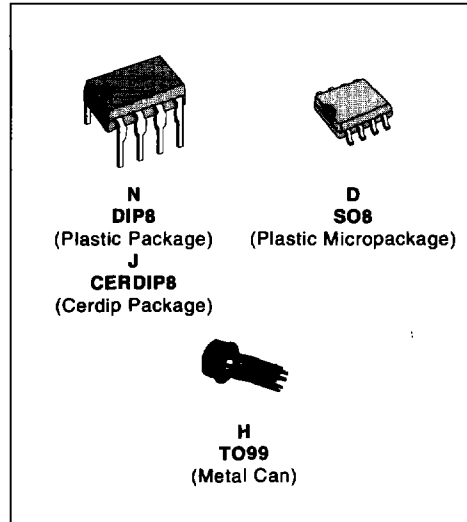 N
DIP8
(Plastic Package)
J
CERDIP8
(Cerdip Package)
D
SO8
(Plastic Micropackage)
H
TO99
(Metal Can)